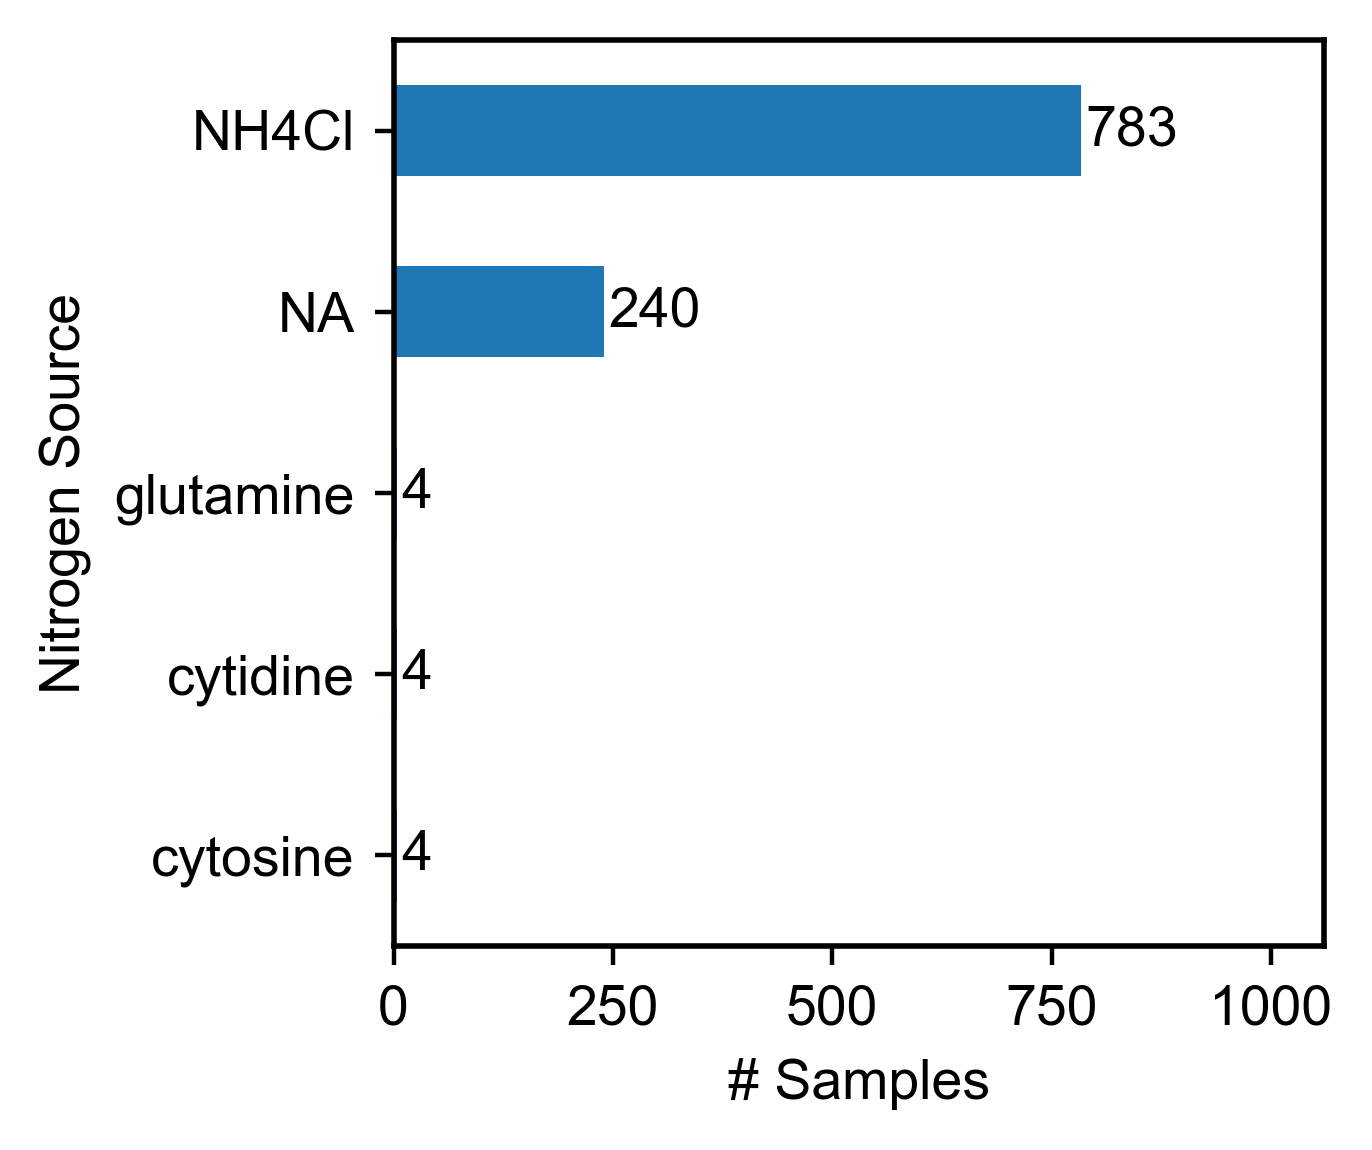 NH4Cl
783
NA
240
glutamine
4
cytidine
4
cytosine
4
Nitrogen Source
0 250 500 750 1000
# Samples